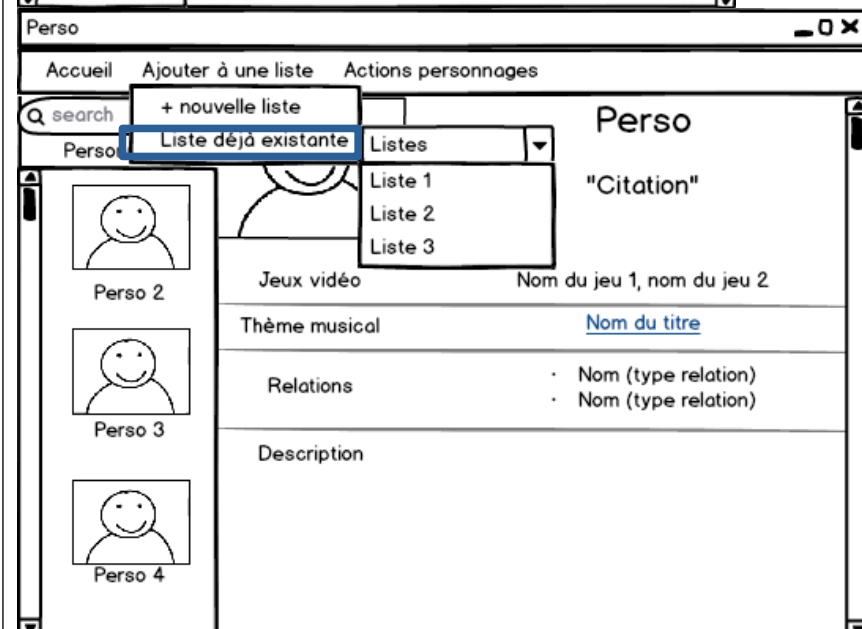 Perso
Accueil Ajouter à une liste Actions personnages
search
+ nouvelle liste
Liste déjà existante
Listes
Liste 1
Liste 2
Liste 3
Perso
"Citation"
Perso 2
Perso 3
Perso 4
Jeux vidéo Nom du jeu 1, nom du jeu 2
Thème musical Nom du titre
Relations
· Nom (type relation)
· Nom (type relation)
Description